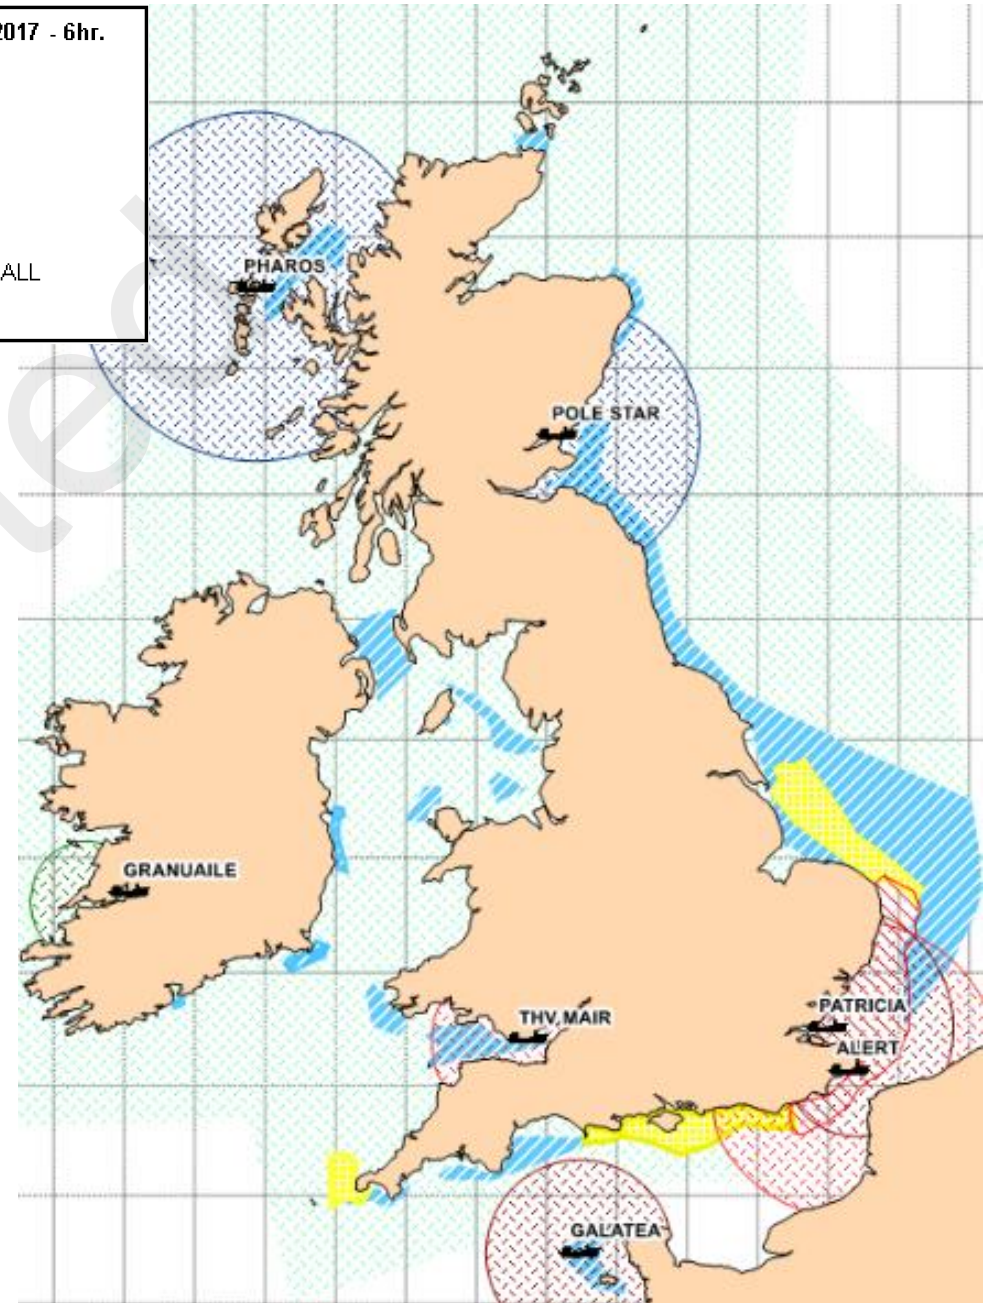 2017 - 6hr.
ALL
PHAROS
POLE STAR
GRANUAILE
THV MAIR
PATRICIA
ALERT
GALATEA